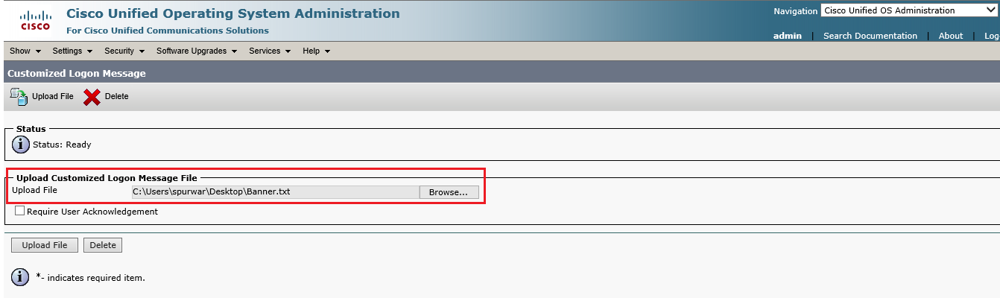 CISCO
Cisco Unified Operating System Administration
For Cisco Unified Communications Solutions
Navigation Cisco Unified OS Administration
admin | Search Documentation | About | Log
Show Settings Security Software Upgrades Services Help
Customized Logon Message
Upload File Delete
Status
Status: Ready
Upload Customized Logon Message File
Upload File C:\Users\spurwar\Desktop\Banner.txt Browse...
Require User Acknowledgement
Upload File Delete
*- indicates required item.